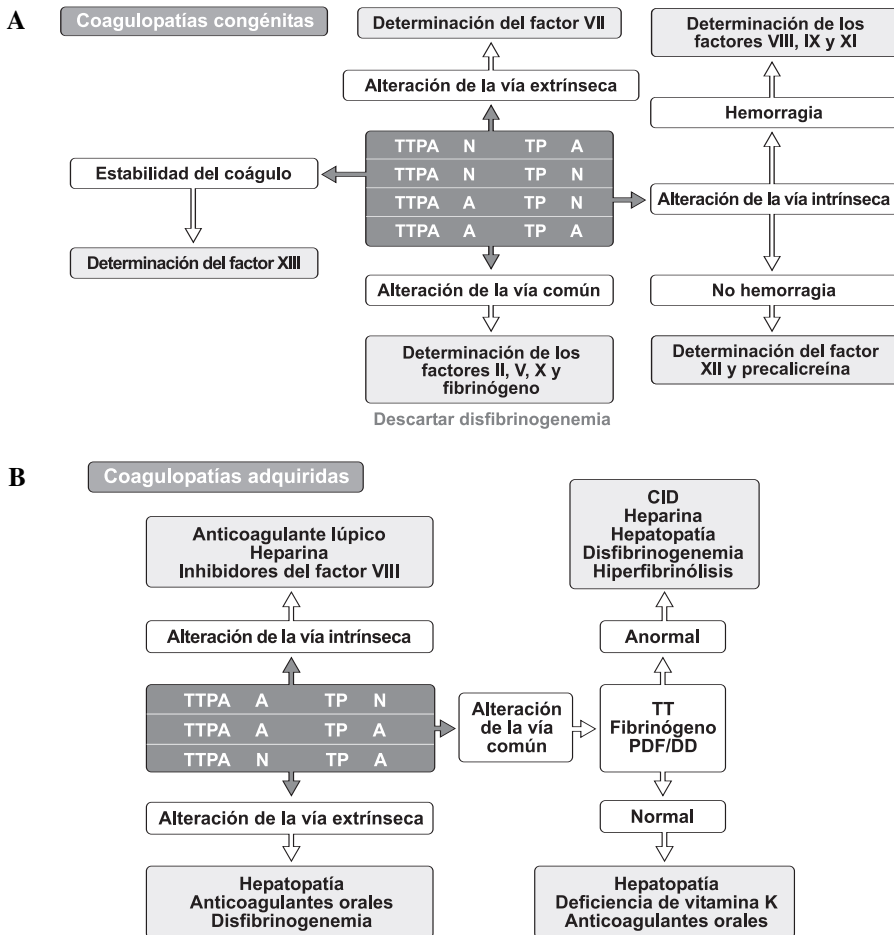 A
Coagulopatías congénitas
Determinación del factor VII
Determinación de los
factores VIII, IX y XI
Alteración de la vía extrínseca
Hemorragia
TTPA N TP A
TTPA N TP N
TTPA A TP N
TTPA A TP A
Estabilidad del coágulo
Alteración de la vía intrínseca
Determinación del factor XIII
Alteración de la vía común
No hemorragia
Determinación de los
factores II, V, X y
fibrinógeno
Determinación del factor
XII y precalicreína
Descartar disfibrinogenemia
B
Coagulopatías adquiridas
CID
Heparina
Hepatopatía
Disfibrinogenemia
Hiperfibrinólisis
Anticoagulante lúpico
Heparina
Inhibidores del factor VIII
Alteración de la vía intrínseca
Anormal
TTPA A TP N
TTPA A TP A
TTPA N TP A
Alteración
de la vía
común
TT
Fibrinógeno
PDF/DD
Alteración de la vía extrínseca
Normal
Hepatopatía
Anticoagulantes orales
Disfibrinogenemia
Hepatopatía
Deficiencia de vitamina K
Anticoagulantes orales